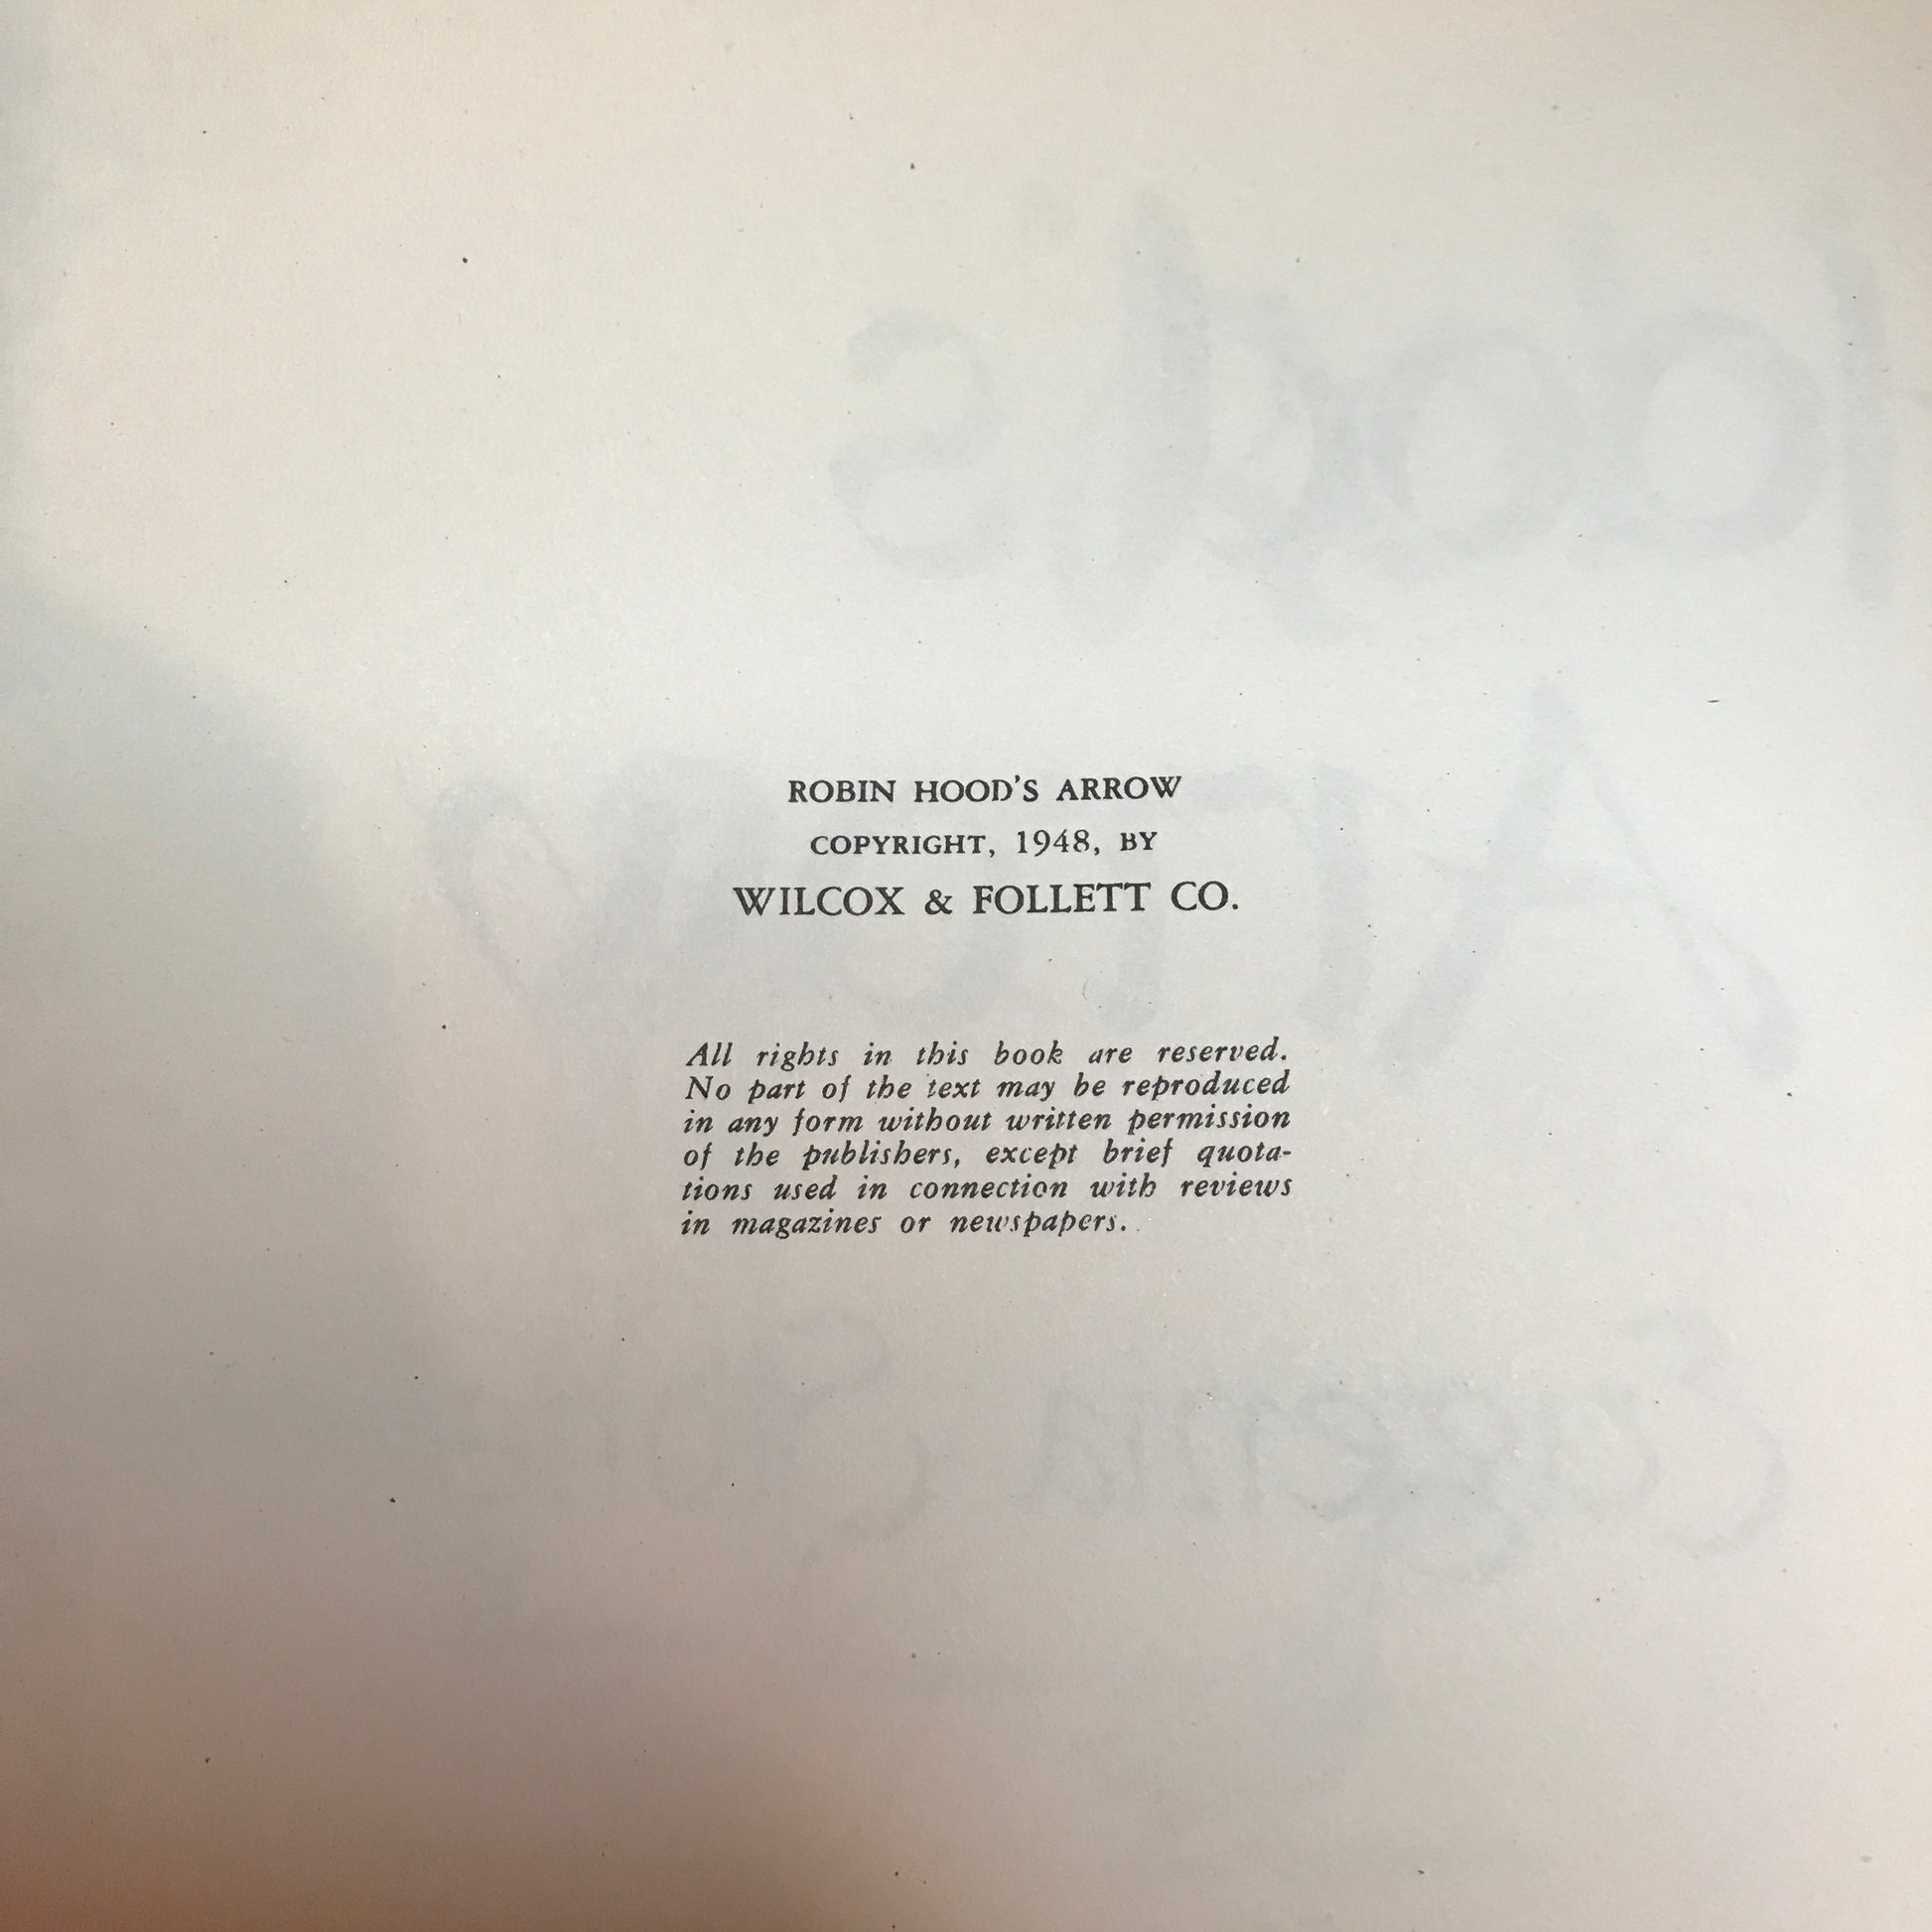 ROBIN HOOD'S ARROW
COPYRIGHT, 1948, BY
WILCOX & FOLLETT CO.
All rights in this book are reserved.
No part of the text may be reproduced
in any form without written permission
of the publishers, except brief quota-
tions used in connection with reviews
in magazines or newspapers.